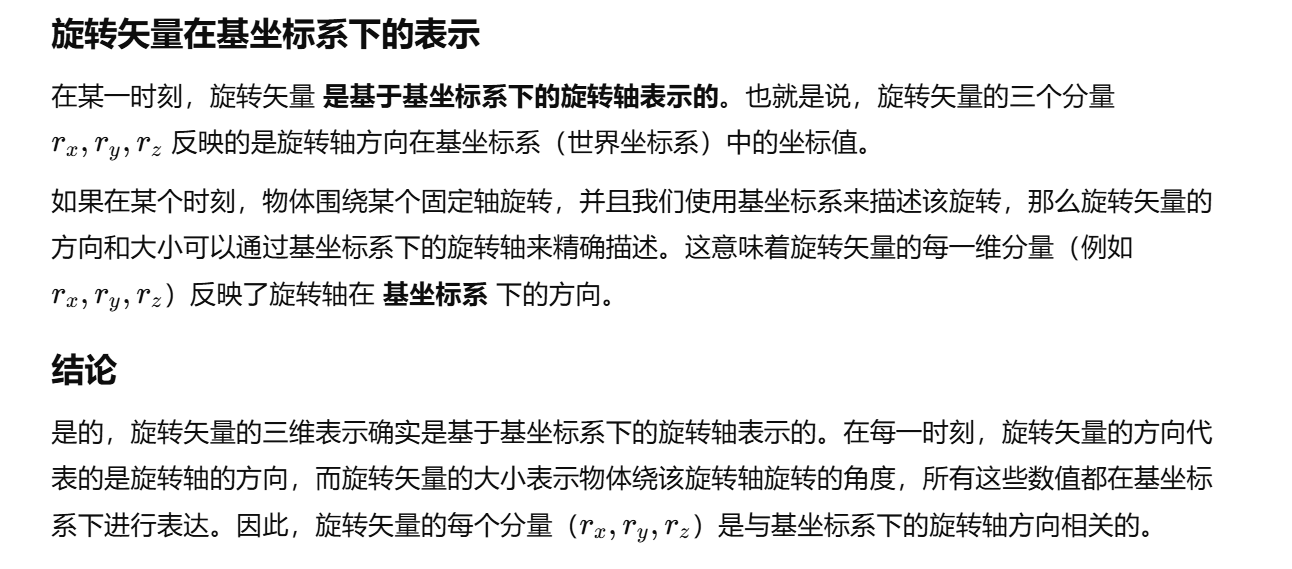 旋转矢量在基坐标系下的表示
在某一时刻，旋转矢量 是基于基坐标系下的旋转轴表示的。也就是说，旋转矢量的三个分量
rx, ry, rz 反映的是旋转轴方向在基坐标系（世界坐标系）中的坐标值。
如果在某个时刻，物体围绕某个固定轴旋转，并且我们使用基坐标系来描述该旋转，那么旋转矢量的
方向和大小可以通过基坐标系下的旋转轴来精确描述。这意味着旋转矢量的每一维分量（例如
rx, ry, rz）反映了旋转轴在 基坐标系 下的方向。
结论
是的，旋转矢量的三维表示确实是基于基坐标系下的旋转轴表示的。在每一时刻，旋转矢量的方向代
表的是旋转轴的方向，而旋转矢量的大小表示物体绕该旋转轴旋转的角度，所有这些数值都在基坐标
系下进行表达。因此，旋转矢量的每个分量（rx, ry, rz）是与基坐标系下的旋转轴方向相关的。